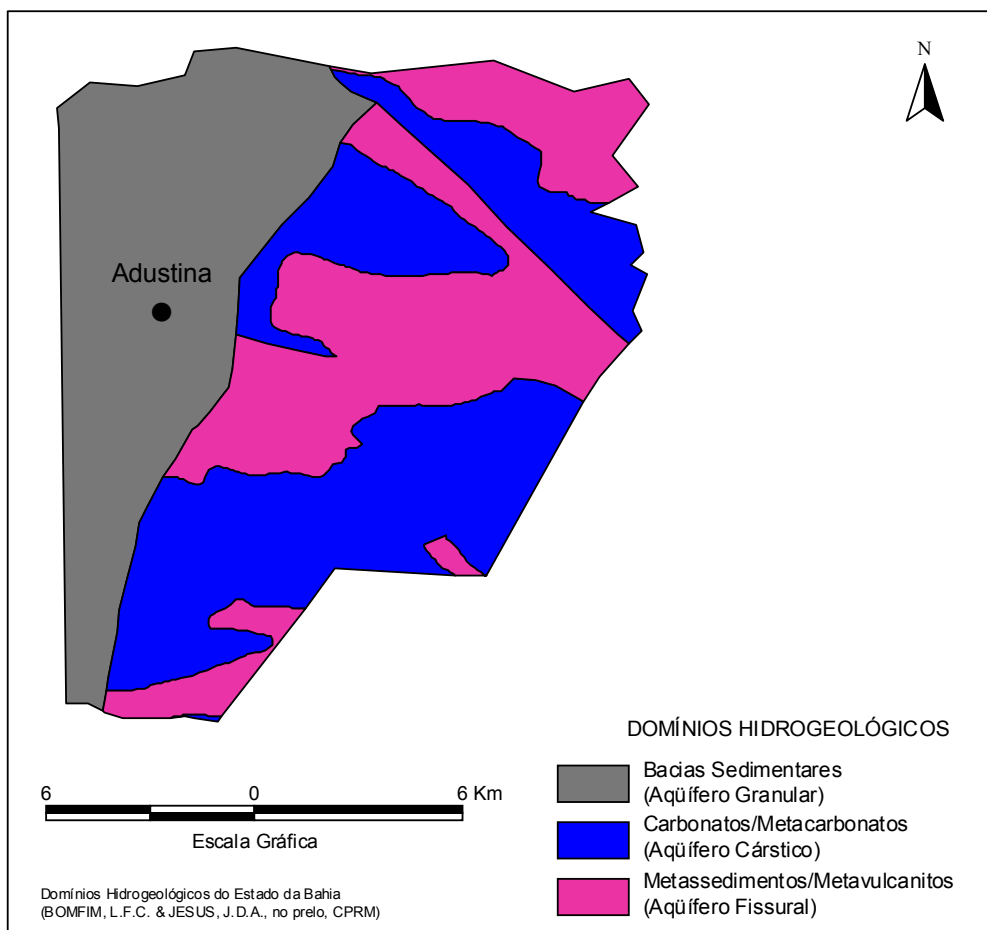 N
Adustina
DOMÍNIOS HIDROGEOLÓGICOS
Bacias Sedimentares
(Aqüífero Granular)
Carbonatos/Metacarbonatos
(Aqüífero Cárstico)
Metassedimentos/Metavulcanitos
(Aqüífero Fissural)
6 0 6 Km
Escala Gráfica
Domínios Hidrogeológicos do Estado da Bahia
(BOMFIM, L.F.C. & JESUS, J.D.A., no prelo, CPRM)